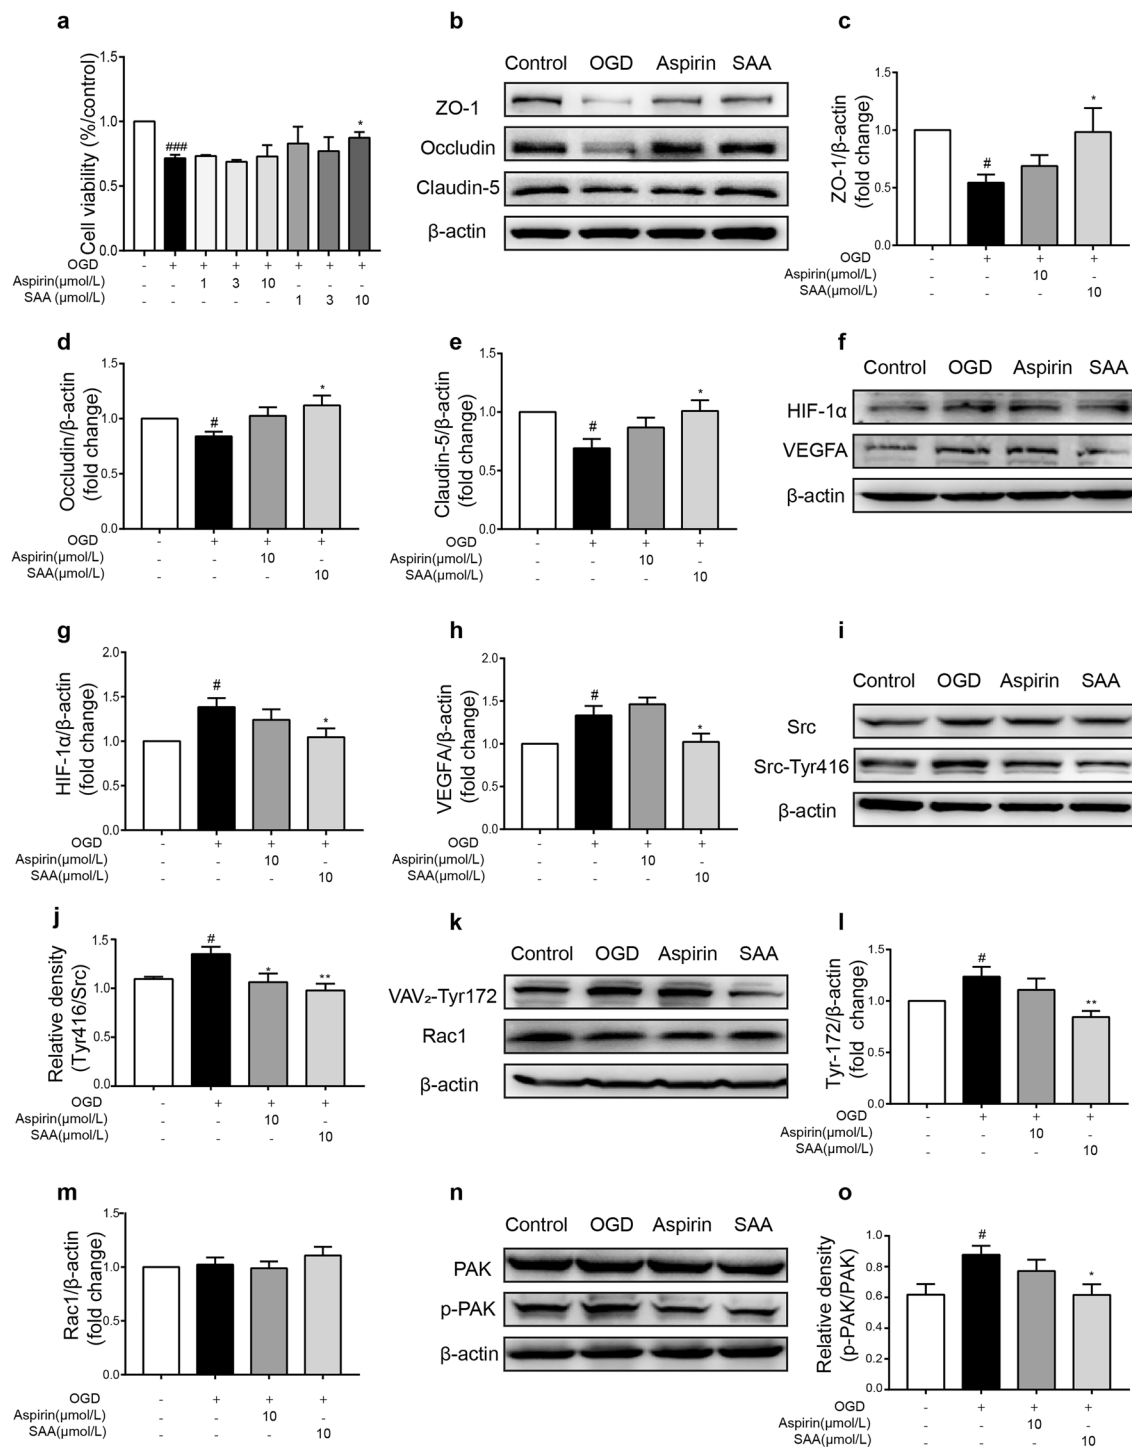 a
Cell viability (%/control)
1.5
1.0
0.5
0.0
###
*
OGD - + + + + + + +
Aspirin(μmol/L) - - 1 3 10 - - -
SAA (μmol/L) - - - - - 1 3 10
b
Control OGD Aspirin SAA
ZO-1
Occludin
Claudin-5
β-actin
c
ZO-1/β-actin
(fold change)
1.5
1.0
0.5
0.0
#
*
OGD - + + +
Aspirin(μmol/L) - - 10 -
SAA(μmol/L) - - - 10
d
Occludin/β-actin
(fold change)
1.5
1.0
0.5
0.0
#
*
OGD - + + +
Aspirin(μmol/L) - - 10 -
SAA(μmol/L) - - - 10
e
Claudin-5/β-actin
(fold change)
1.5
1.0
0.5
0.0
#
*
OGD - + + +
Aspirin(μmol/L) - - 10 -
SAA(μmol/L) - - - 10
f
Control OGD Aspirin SAA
HIF-1α
VEGFA
β-actin
g
HIF-1α/β-actin
(fold change)
2.0
1.5
1.0
0.5
0.0
#
*
OGD - + + +
Aspirin(μmol/L) - - 10 -
SAA(μmol/L) - - - 10
h
VEGFA/β-actin
(fold change)
2.0
1.5
1.0
0.5
0.0
#
*
OGD - + + +
Aspirin(μmol/L) - - 10 -
SAA(μmol/L) - - - 10
i
Control OGD Aspirin SAA
Src
Src-Tyr416
β-actin
j
Relative density
(Tyr416/Src)
1.5
1.0
0.5
0.0
#
*
**
OGD - + + +
Aspirin(μmol/L) - - 10 -
SAA(μmol/L) - - - 10
k
Control OGD Aspirin SAA
VAV₂-Tyr172
Rac1
β-actin
l
Tyr-172/β-actin
(fold change)
1.5
1.0
0.5
0.0
#
**
OGD - + + +
Aspirin(μmol/L) - - 10 -
SAA(μmol/L) - - - 10
m
Rac1/β-actin
(fold change)
1.5
1.0
0.5
0.0
OGD - + + +
Aspirin(μmol/L) - - 10 -
SAA(μmol/L) - - - 10
n
Control OGD Aspirin SAA
PAK
p-PAK
β-actin
o
Relative density
(p-PAK/PAK)
1.0
0.8
0.6
0.4
0.2
0.0
#
*
OGD - + + +
Aspirin(μmol/L) - - 10 -
SAA(μmol/L) - - - 10